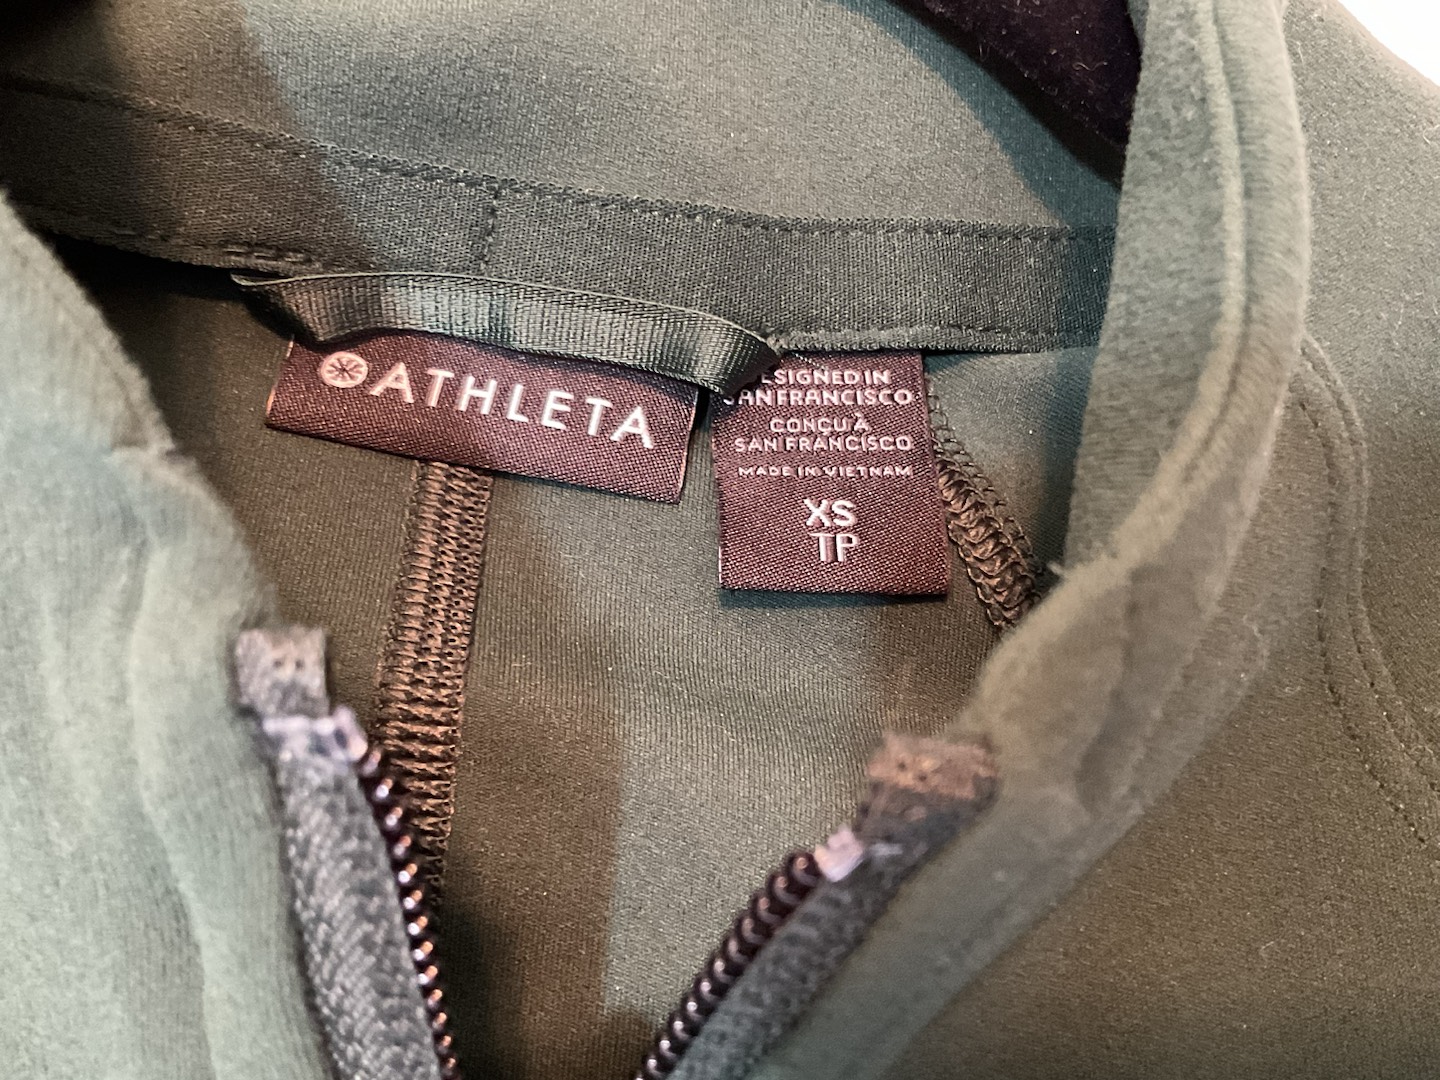 ATHLETA
DESIGNED IN
SAN FRANCISCO
CONÇU À
SAN FRANCISCO
MADE IN VIETNAM
XS
TP